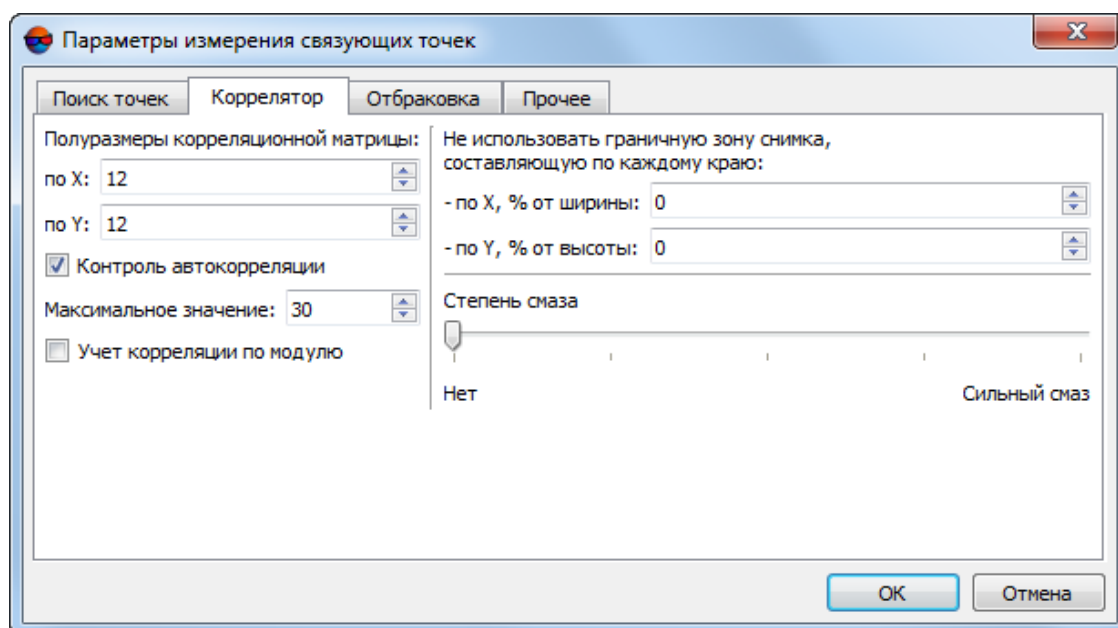 Параметры измерения связующих точек
Поиск точек
Коррелятор
Отбраковка
Прочее
Полуразмеры корреляционной матрицы:
по X: 12
по Y: 12
Контроль автокорреляции
Максимальное значение: 30
Учет корреляции по модулю
Не использовать граничную зону снимка,
составляющую по каждому краю:
- по X, % от ширины: 0
- по Y, % от высоты: 0
Степень смаза
Нет
Сильный смаз
ОК
Отмена